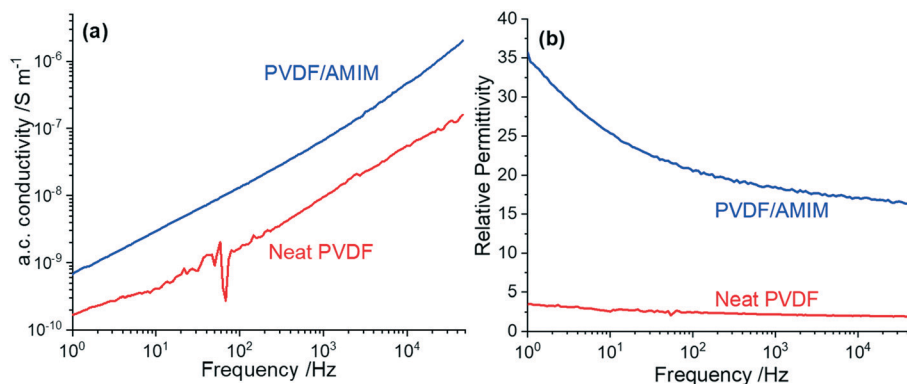 (a)
a.c. conductivity /S m⁻¹
10⁻⁶
10⁻⁷
10⁻⁸
10⁻⁹
10⁻¹⁰
PVDF/AMIM
Neat PVDF
10⁰ 10¹ 10² 10³ 10⁴
Frequency /Hz
(b)
Relative Permittivity
40
35
30
25
20
15
10
5
0
PVDF/AMIM
Neat PVDF
10⁰ 10¹ 10² 10³ 10⁴
Frequency /Hz